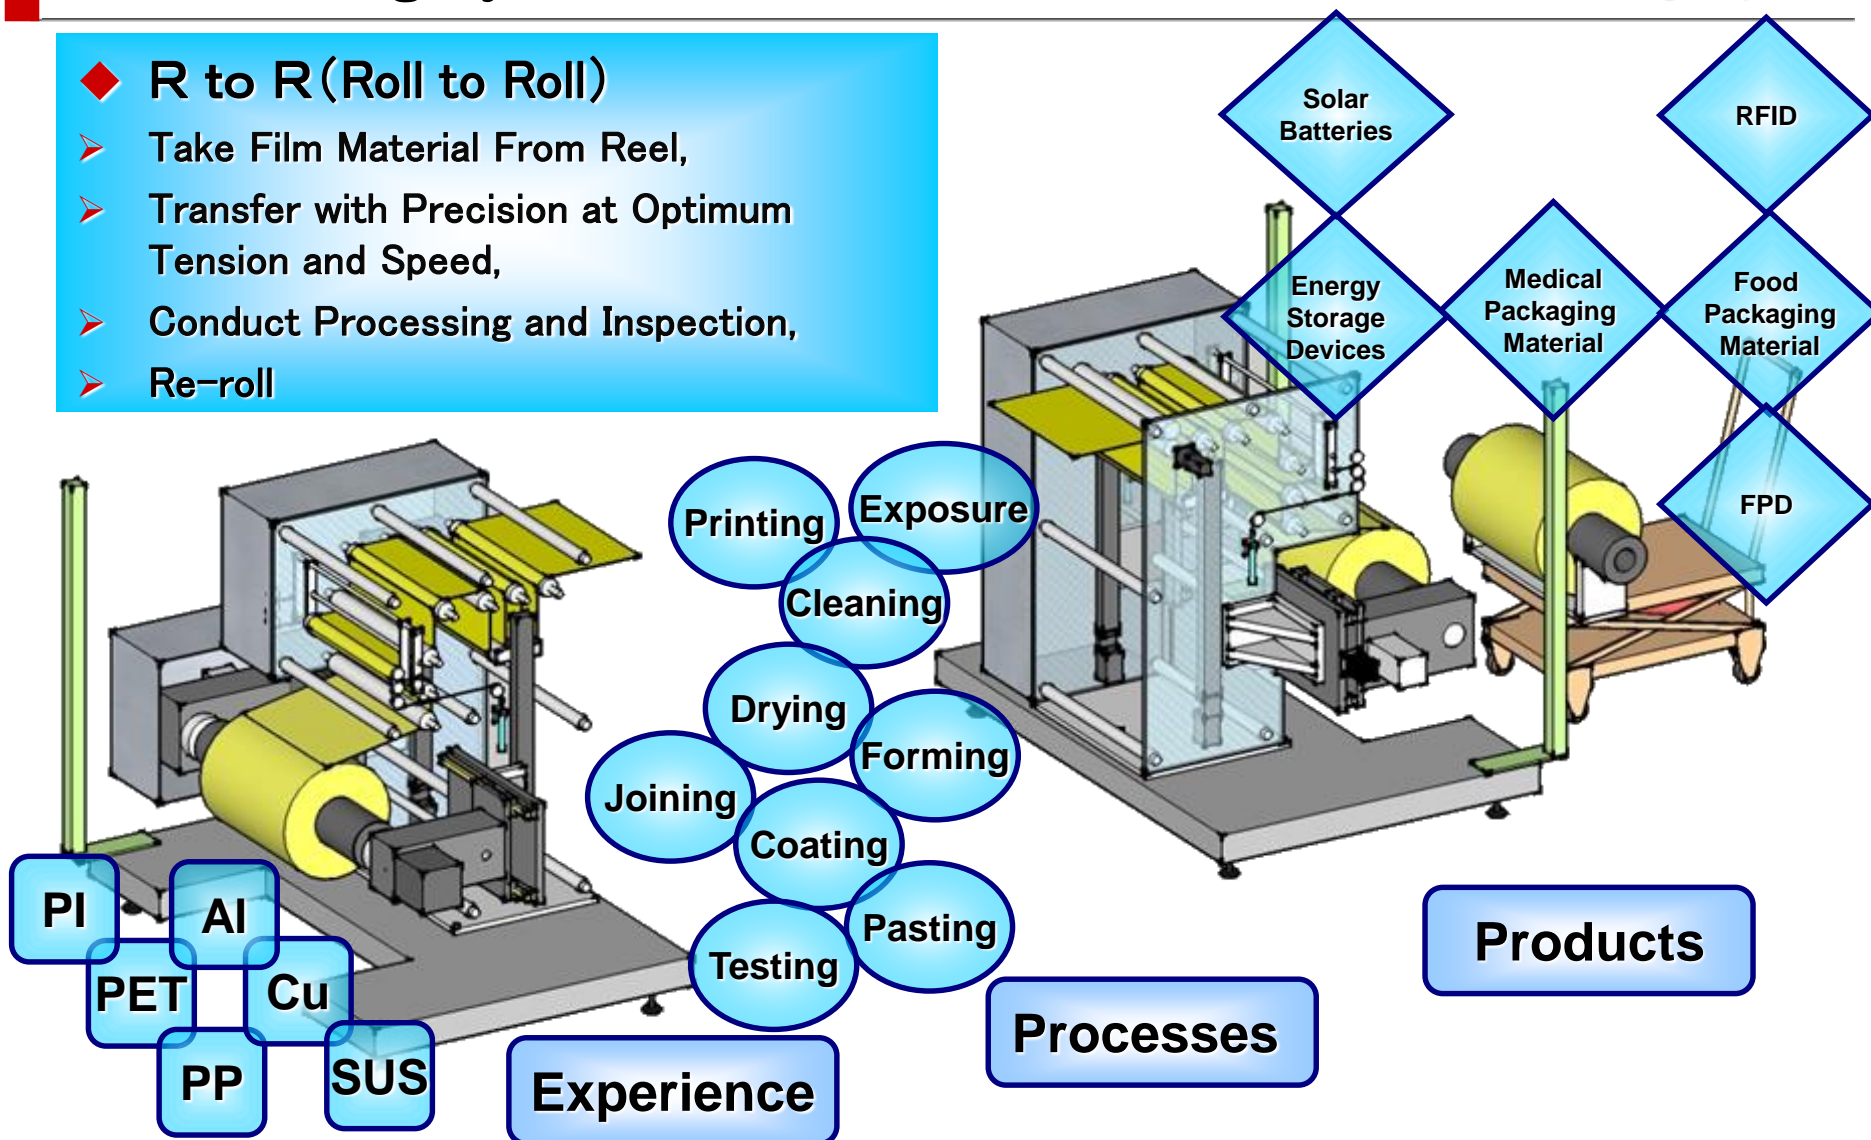 R to R(Roll to Roll)
Take Film Material From Reel,
Transfer with Precision at Optimum
Tension and Speed,
Conduct Processing and Inspection,
Re-roll
Solar
Batteries
RFID
Energy
Storage
Devices
Medical
Packaging
Material
Food
Packaging
Material
FPD
Printing
Exposure
Cleaning
Drying
Forming
Joining
Coating
Pasting
Testing
PI
Al
PET
Cu
PP
SUS
Experience
Processes
Products